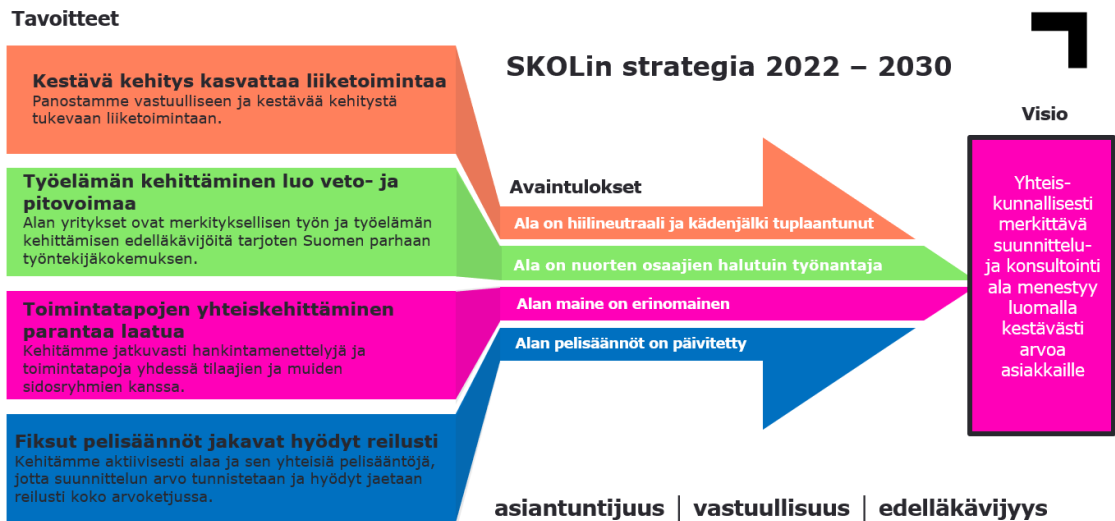 Tavoitteet
Kestävä kehitys kasvattaa liiketoimintaa
Panostamme vastuulliseen ja kestävää kehitystä
tukevaan liiketoimintaan.
Työelämän kehittäminen luo veto- ja
pitovoimaa
Alan yritykset ovat merkityksellisen työn ja työelämän
kehittämisen edelläkävijöitä tarjoten Suomen parhaan
työntekijäkokemuksen.
Toimintatapojen yhteiskehittäminen
parantaa laatua
Kehitämme jatkuvasti hankintamenettelyjä ja
toimintatapoja yhdessä tilaajien ja muiden
sidosryhmien kanssa.
Fiksut pelisäännöt jakavat hyödyt reilusti
Kehitämme aktiivisesti alaa ja sen yhteisiä pelisääntöjä,
jotta suunnittelun arvo tunnistetaan ja hyödyt jaetaan
reilusti koko arvoketjussa.
SKOLin strategia 2022 – 2030
Avaintulokset
Ala on hiilineutraali ja kädenjälki tuplaantunut
Ala on nuorten osaajien halutuin työnantaja
Alan maine on erinomainen
Alan pelisäännöt on päivitetty
Visio
Yhteis-
kunnallisesti
merkittävä
suunnittelu-
ja konsultointi
ala menestyy
luomalla
kestävästi
arvoa
asiakkaille
asiantuntijuus | vastuullisuus | edelläkävijyys